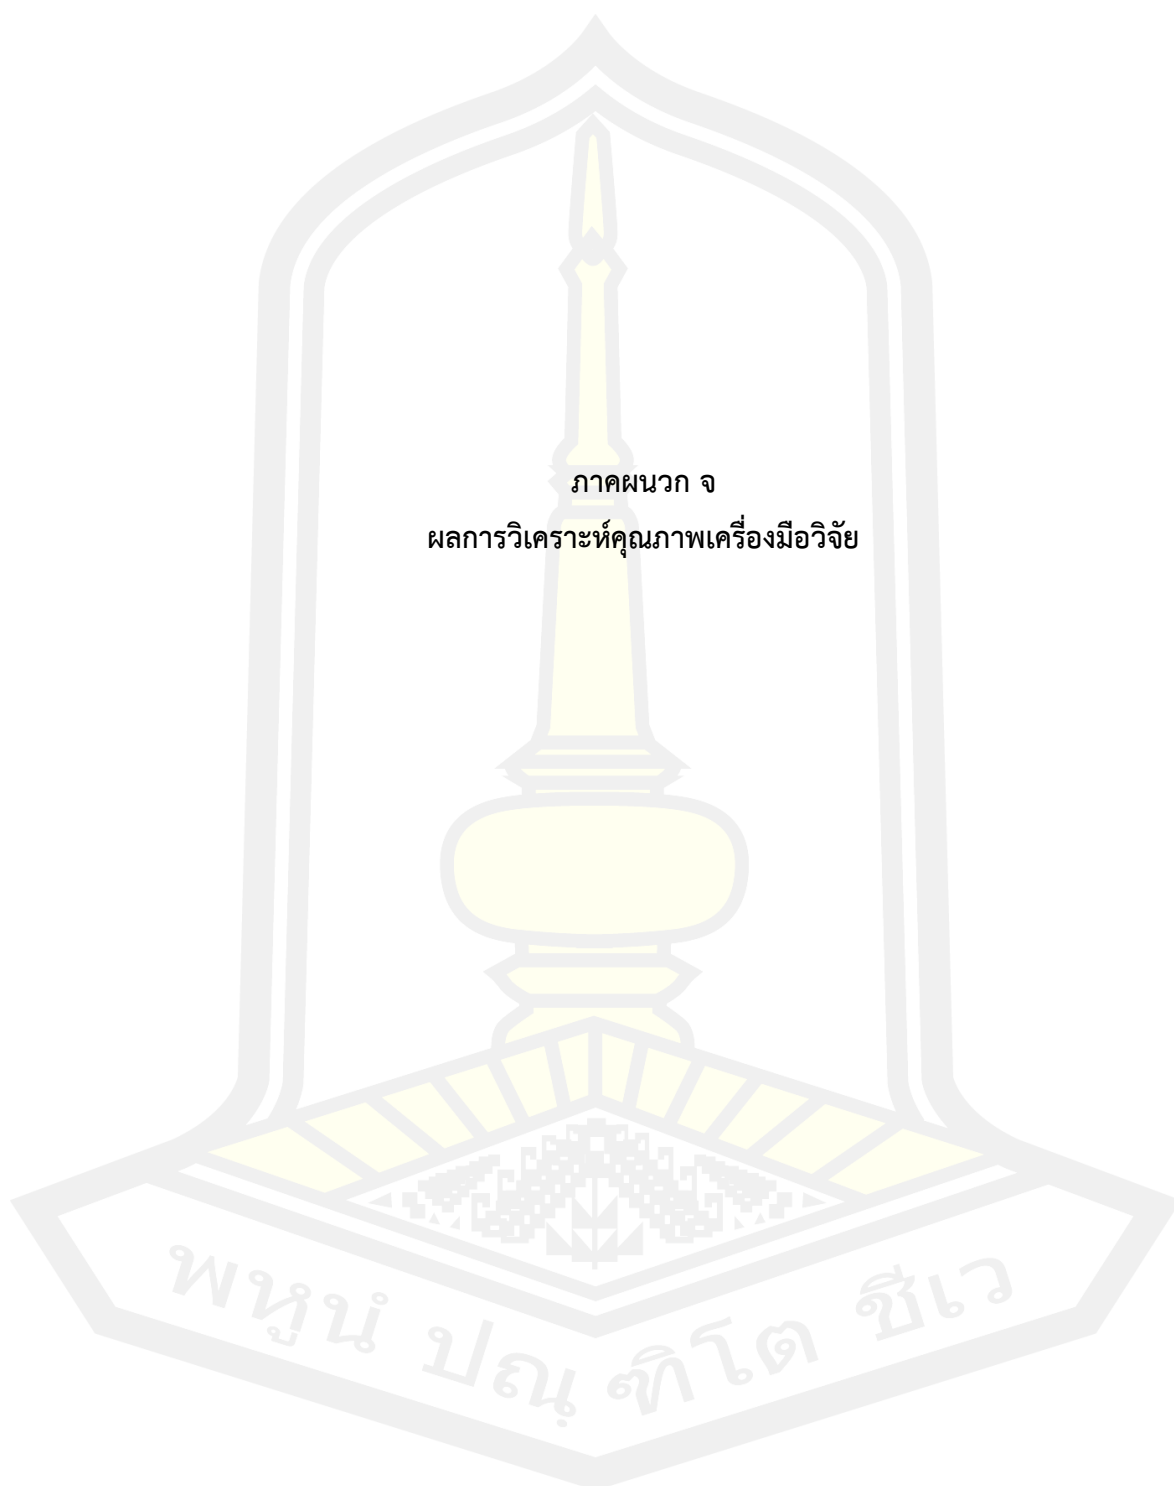 ภาคผนวก จ
ผลการวิเคราะห์คุณภาพเครื่องมือวิจัย
พหูนํ ปณฺ ฑิโต ชีเว